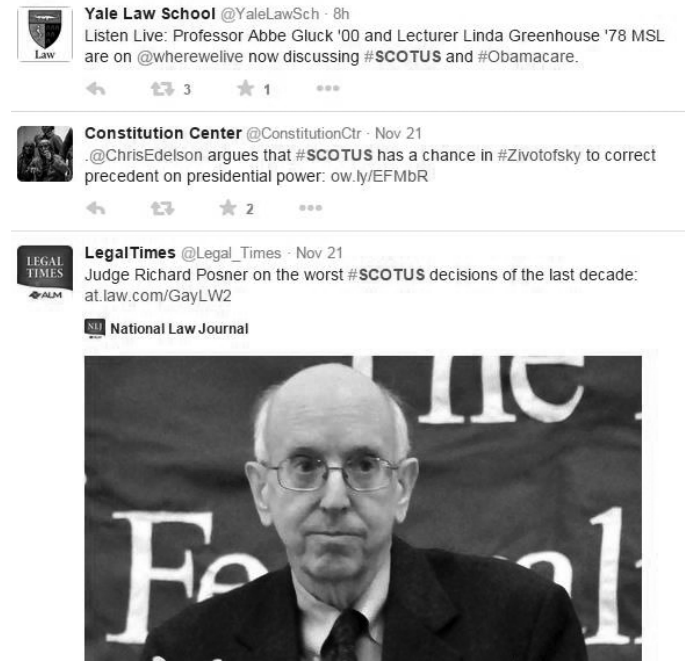 Yale Law School @YaleLawSch · 8h
Listen Live: Professor Abbe Gluck '00 and Lecturer Linda Greenhouse '78 MSL
are on @wherewelive now discussing #SCOTUS and #Obamacare.
Law
3 1
Constitution Center @ConstitutionCtr · Nov 21
.@ChrisEdelson argues that #SCOTUS has a chance in #Zivotofsky to correct
precedent on presidential power: ow.ly/EFMbR
2
LEGAL
TIMES
ALM
LegalTimes @Legal_Times · Nov 21
Judge Richard Posner on the worst #SCOTUS decisions of the last decade:
at.law.com/GayLW2
NLJ National Law Journal
The
Fe al